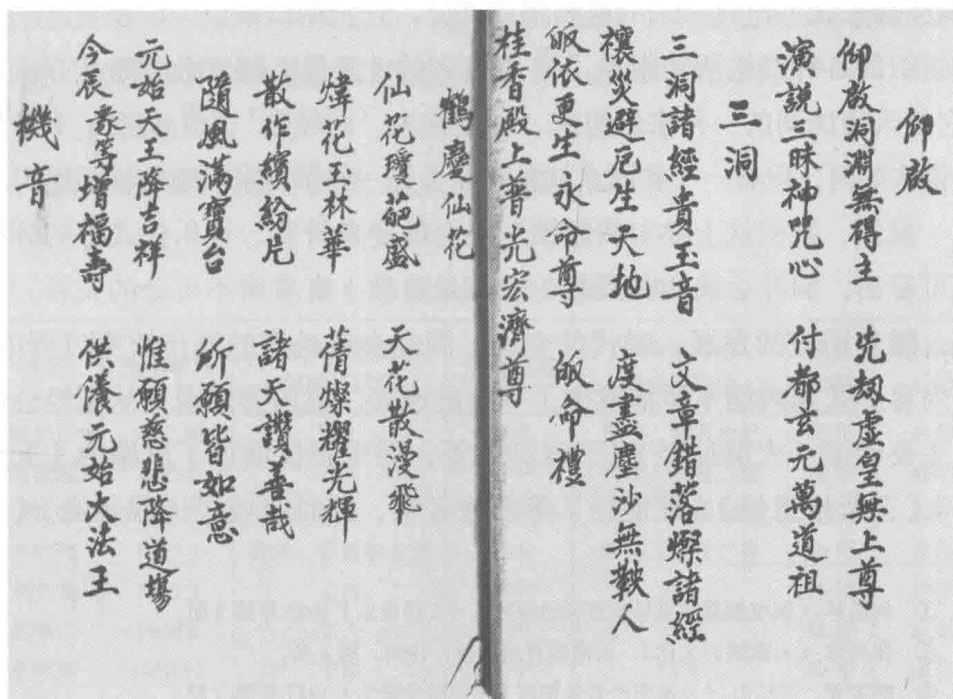 仰啟
仰啟洞淵無碍主 先刼虛皇無上尊
演説三昧神咒心 付都玄元萬道祖
三洞
三洞諸經貴玉音 文章錯落燦諸經
禳災避厄生天地 度盡塵沙無鞅人
皈依更生永命尊 皈命禮
桂香殿上普光宏濟尊
鶴慶仙花
仙花瓊葩盛 天花散漫飛
煒花玉林華 蒨燦耀光輝
散作繽紛片 諸天讚善哉
隨風滿寶台 所願皆如意
元始天王降吉祥 惟願慈悲降道場
今辰眾等增福壽 供養元始大法王
機音